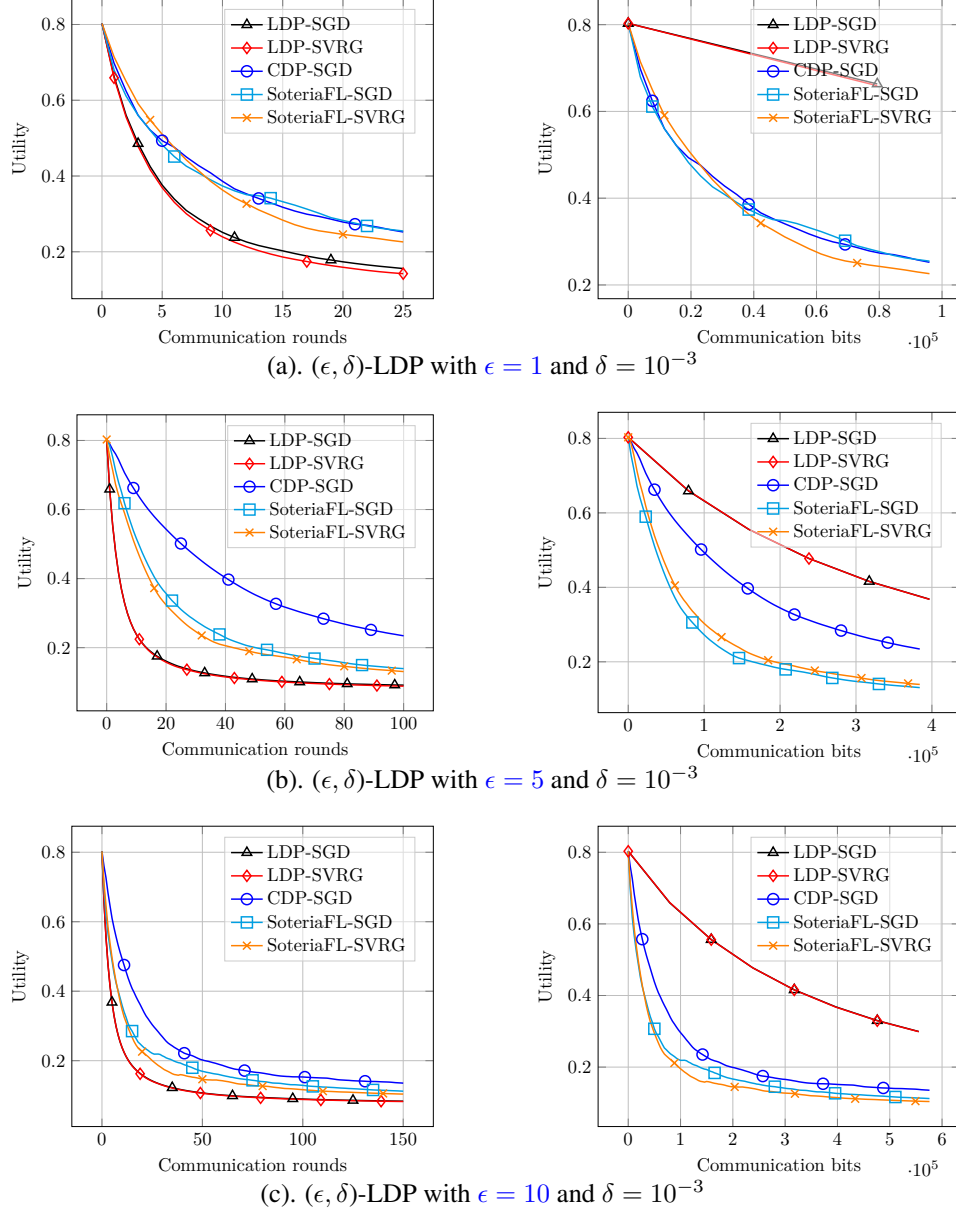 LDP-SGD
LDP-SVRG
CDP-SGD
SoteriaFL-SGD
SoteriaFL-SVRG
0.8
0.6
0.4
0.2
Utility
0 5 10 15 20 25
Communication rounds
LDP-SGD
LDP-SVRG
CDP-SGD
SoteriaFL-SGD
SoteriaFL-SVRG
0.8
0.6
0.4
0.2
Utility
0 0.2 0.4 0.6 0.8 1
Communication bits
·10⁵
(a). (ϵ, δ)-LDP with ϵ = 1 and δ = 10⁻³
LDP-SGD
LDP-SVRG
CDP-SGD
SoteriaFL-SGD
SoteriaFL-SVRG
0.8
0.6
0.4
0.2
Utility
0 20 40 60 80 100
Communication rounds
LDP-SGD
LDP-SVRG
CDP-SGD
SoteriaFL-SGD
SoteriaFL-SVRG
0.8
0.6
0.4
0.2
Utility
0 1 2 3 4
Communication bits
·10⁵
(b). (ϵ, δ)-LDP with ϵ = 5 and δ = 10⁻³
LDP-SGD
LDP-SVRG
CDP-SGD
SoteriaFL-SGD
SoteriaFL-SVRG
0.8
0.6
0.4
0.2
Utility
0 50 100 150
Communication rounds
LDP-SGD
LDP-SVRG
CDP-SGD
SoteriaFL-SGD
SoteriaFL-SVRG
0.8
0.6
0.4
0.2
Utility
0 1 2 3 4 5 6
Communication bits
·10⁵
(c). (ϵ, δ)-LDP with ϵ = 10 and δ = 10⁻³